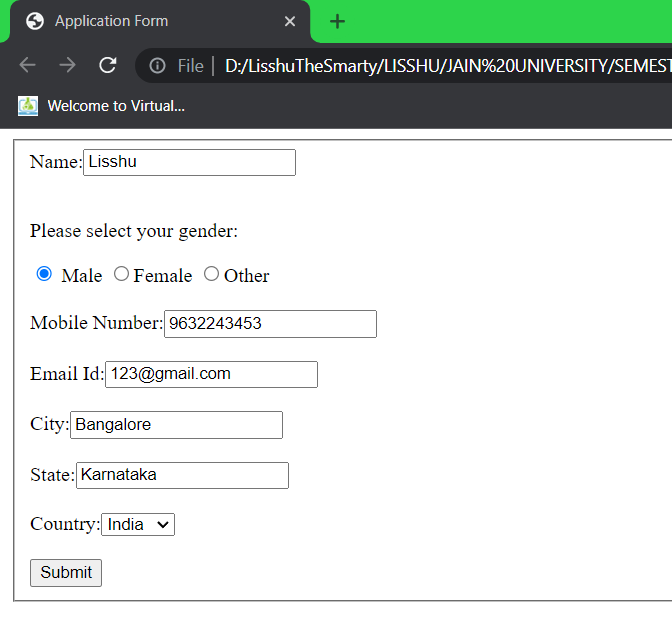 Application Form
File D:/LisshuTheSmarty/LISSHU/JAIN%20UNIVERSITY/SEMEST
Welcome to Virtual...
Name: Lisshu
Please select your gender:
Male Female Other
Mobile Number: 9632243453
Email Id: 123@gmail.com
City: Bangalore
State: Karnataka
Country: India
Submit